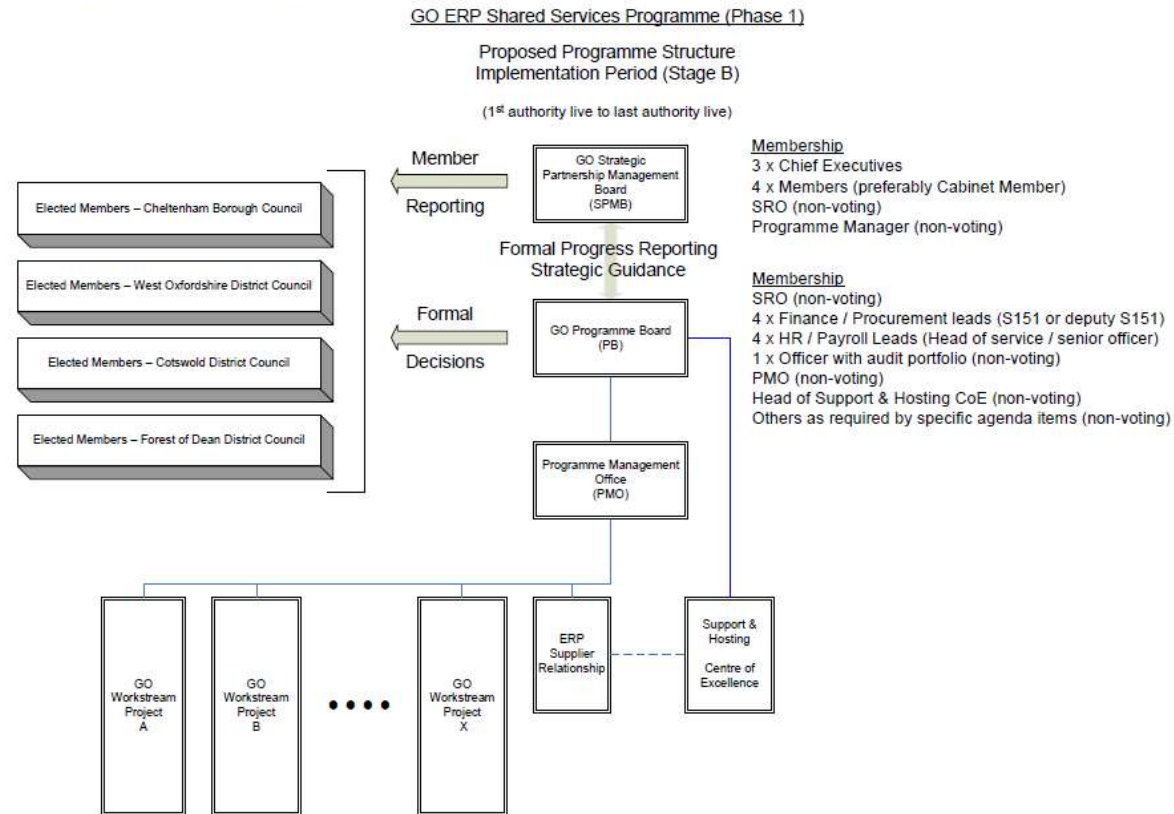 GO ERP Shared Services Programme (Phase 1)
Proposed Programme Structure
Implementation Period (Stage B)
(1st authority live to last authority live)
Member
Reporting
GO Strategic
Partnership Management
Board
(SPMB)
Membership
3 x Chief Executives
4 x Members (preferably Cabinet Member)
SRO (non-voting)
Programme Manager (non-voting)
Elected Members – Cheltenham Borough Council
Elected Members – West Oxfordshire District Council
Elected Members – Cotswold District Council
Elected Members – Forest of Dean District Council
Formal Progress Reporting
Strategic Guidance
Formal
Decisions
GO Programme Board
(PB)
Membership
SRO (non-voting)
4 x Finance / Procurement leads (S151 or deputy S151)
4 x HR / Payroll Leads (Head of service / senior officer)
1 x Officer with audit portfolio (non-voting)
PMO (non-voting)
Head of Support & Hosting CoE (non-voting)
Others as required by specific agenda items (non-voting)
Programme Management
Office
(PMO)
GO
Workstream
Project
A
GO
Workstream
Project
B
GO
Workstream
Project
X
ERP
Supplier
Relationship
Support &
Hosting
Centre of
Excellence